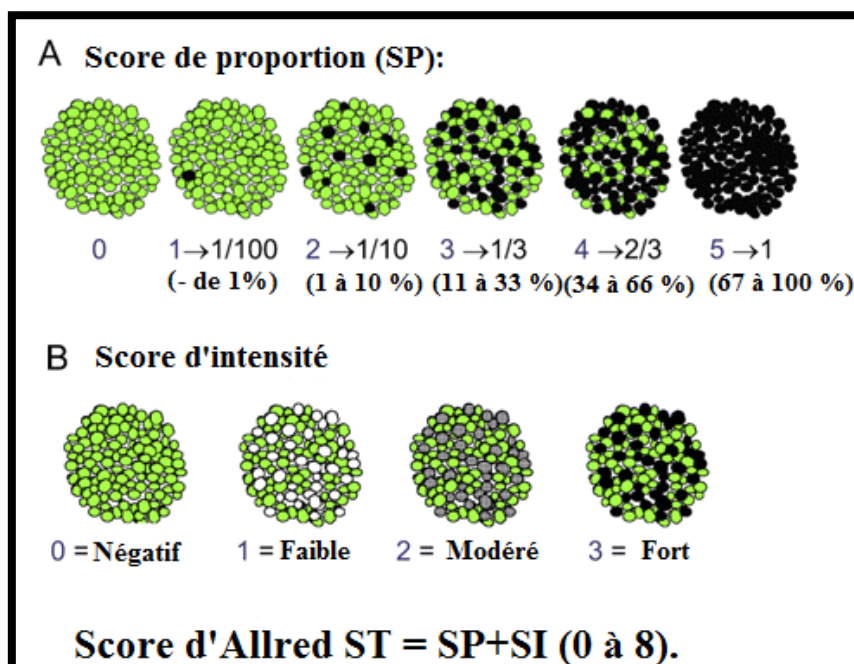 A Score de proportion (SP):
0 1→1/100 2→1/10 3→1/3 4→2/3 5→1
(- de 1%) (1 à 10 %) (11 à 33 %) (34 à 66 %) (67 à 100 %)
B Score d'intensité
0 = Négatif 1 = Faible 2 = Modéré 3 = Fort
Score d'Allred ST = SP+SI (0 à 8).